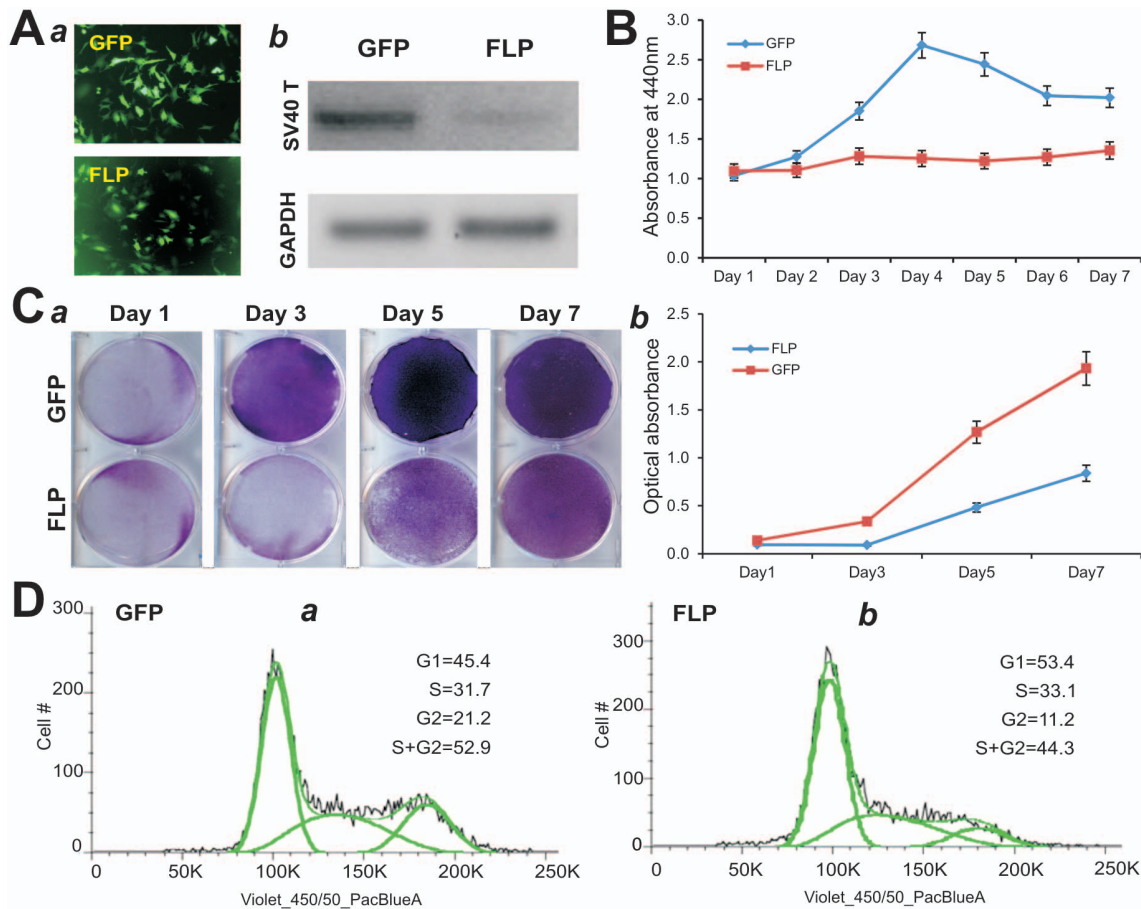 A
a
GFP
FLP
b
GFP FLP
SV40 T
GAPDH
B
GFP
FLP
Absorbance at 440nm
3.0
2.5
2.0
1.5
1.0
0.5
0.0
Day 1 Day 2 Day 3 Day 4 Day 5 Day 6 Day 7
C
a
Day 1 Day 3 Day 5 Day 7
GFP
FLP
b
FLP
GFP
Optical absorbance
2.5
2.0
1.5
1.0
0.5
0.0
Day1 Day3 Day5 Day7
D
GFP
a
G1=45.4
S=31.7
G2=21.2
S+G2=52.9
Cell #
300
200
100
0
50K 100K 150K 200K 250K
Violet_450/50_PacBlueA
FLP
b
G1=53.4
S=33.1
G2=11.2
S+G2=44.3
Cell #
300
200
100
0
50K 100K 150K 200K 250K
Violet_450/50_PacBlueA